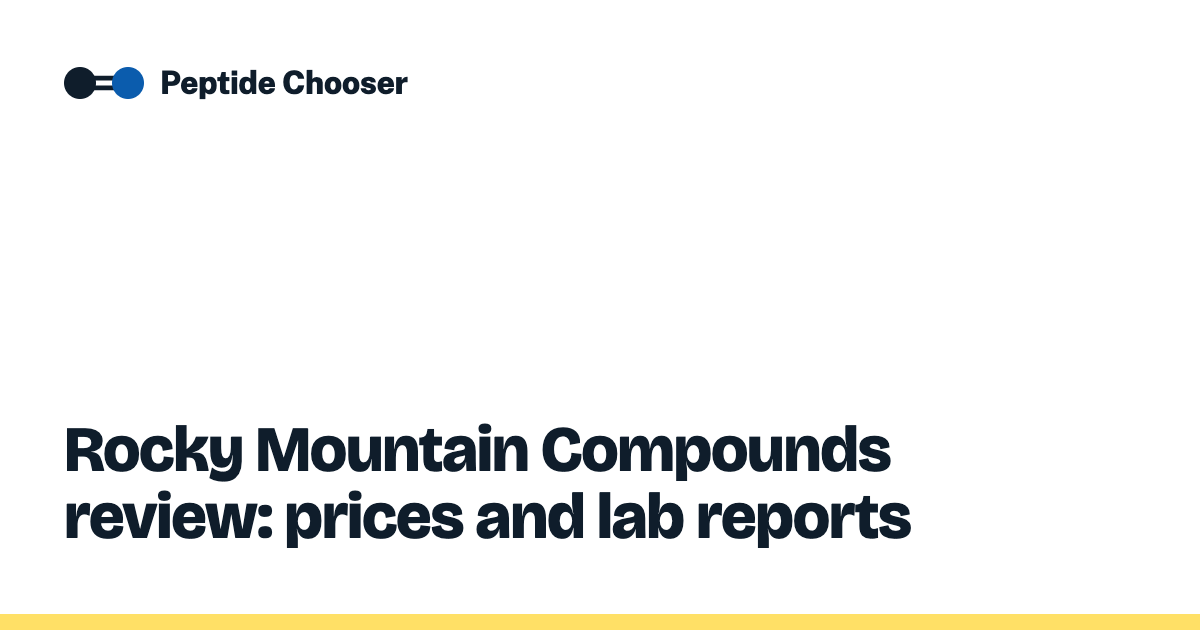 Peptide Chooser
Rocky Mountain Compounds
review: prices and lab reports